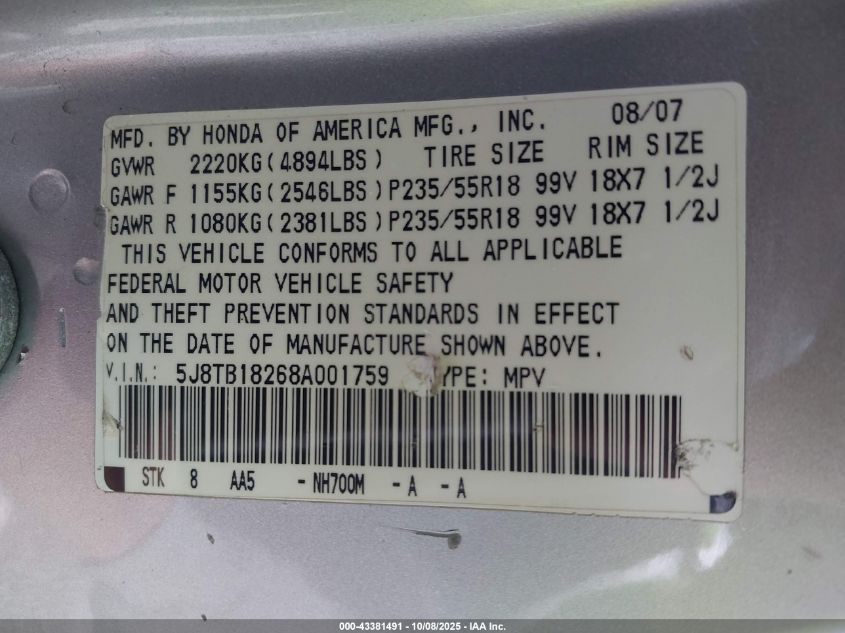 MFD. BY HONDA OF AMERICA MFG., INC. 08/07
GVWR 2220KG(4894LBS) TIRE SIZE RIM SIZE
GAWR F 1155KG(2546LBS)P235/55R18 99V 18X7 1/2J
GAWR R 1080KG(2381LBS)P235/55R18 99V 18X7 1/2J
THIS VEHICLE CONFORMS TO ALL APPLICABLE
FEDERAL MOTOR VEHICLE SAFETY
AND THEFT PREVENTION STANDARDS IN EFFECT
ON THE DATE OF MANUFACTURE SHOWN ABOVE.
V.I.N.: 5J8TB18268A001759 YPE: MPV
STK 8 AA5 -NH700M -A -A
000-43381491 - 10/08/2025 - IAA Inc.